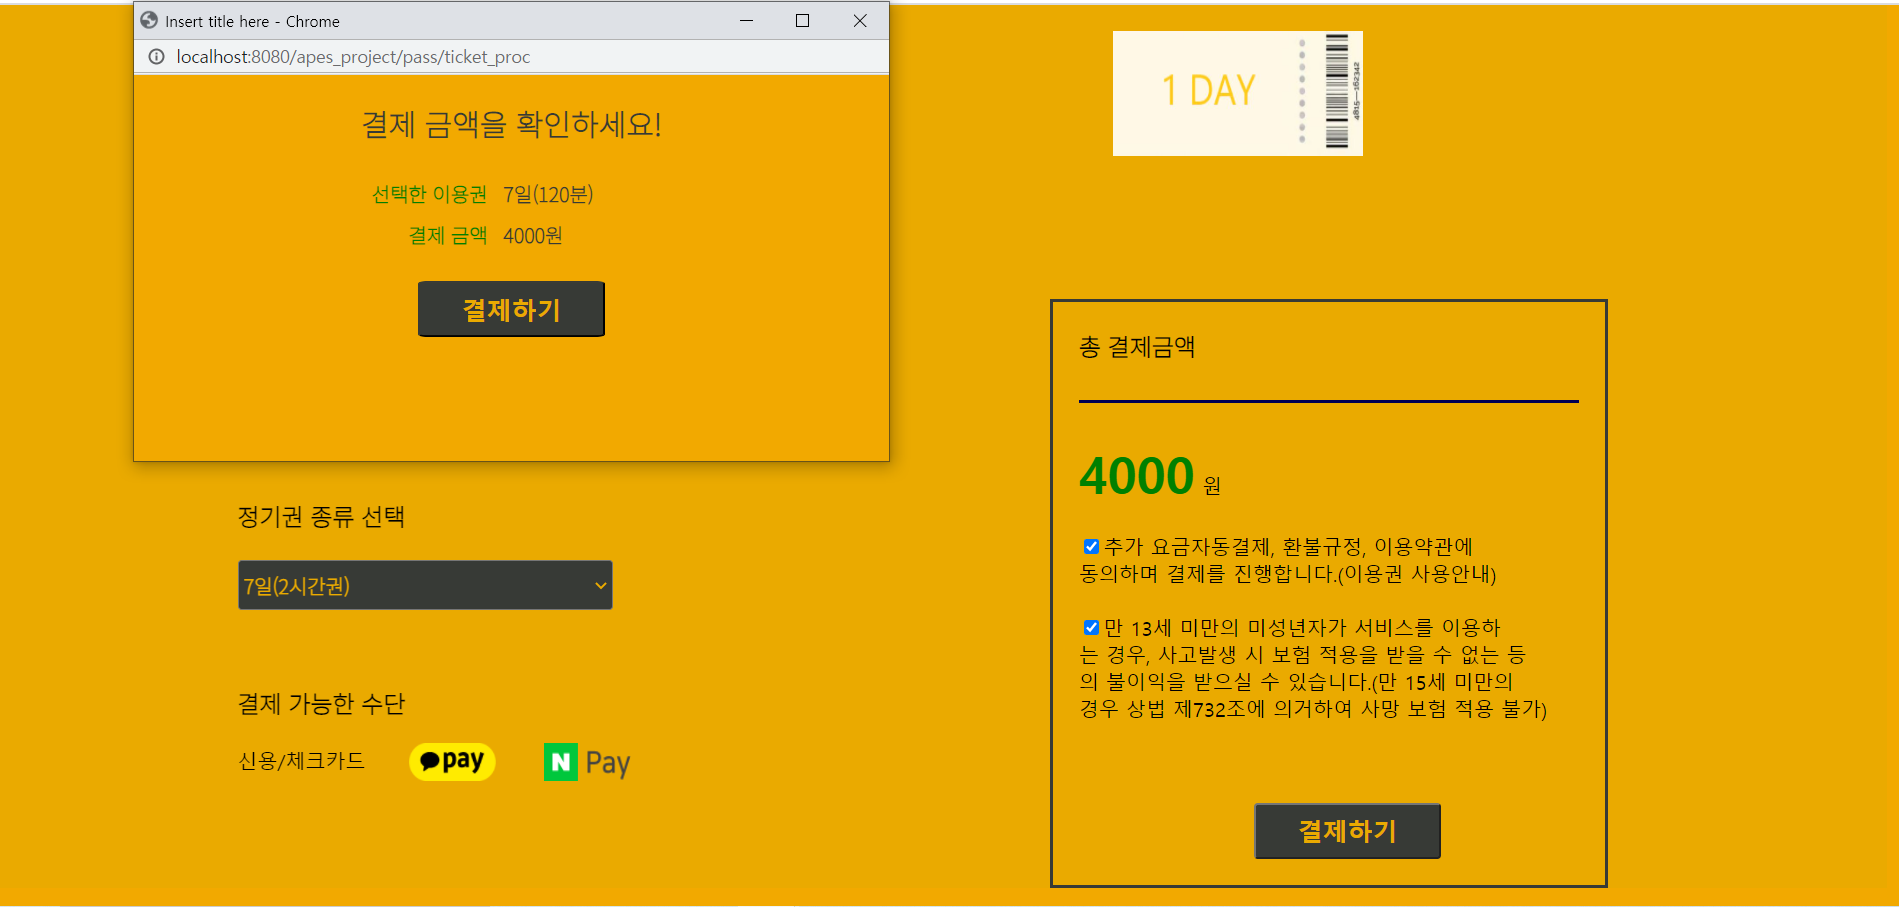 Insert title here - Chrome
localhost:8080/apes_project/pass/ticket_proc
결제 금액을 확인하세요!
선택한 이용권 7일(120분)
결제 금액 4000원
결제하기
1 DAY
4815—162342
정기권 종류 선택
7일(2시간권)
결제 가능한 수단
신용/체크카드 pay N Pay
총 결제금액
4000 원
추가 요금자동결제, 환불규정, 이용약관에
동의하며 결제를 진행합니다.(이용권 사용안내)
만 13세 미만의 미성년자가 서비스를 이용하
는 경우, 사고발생 시 보험 적용을 받을 수 없는 등
의 불이익을 받으실 수 있습니다.(만 15세 미만의
경우 상법 제732조에 의거하여 사망 보험 적용 불가)
결제하기